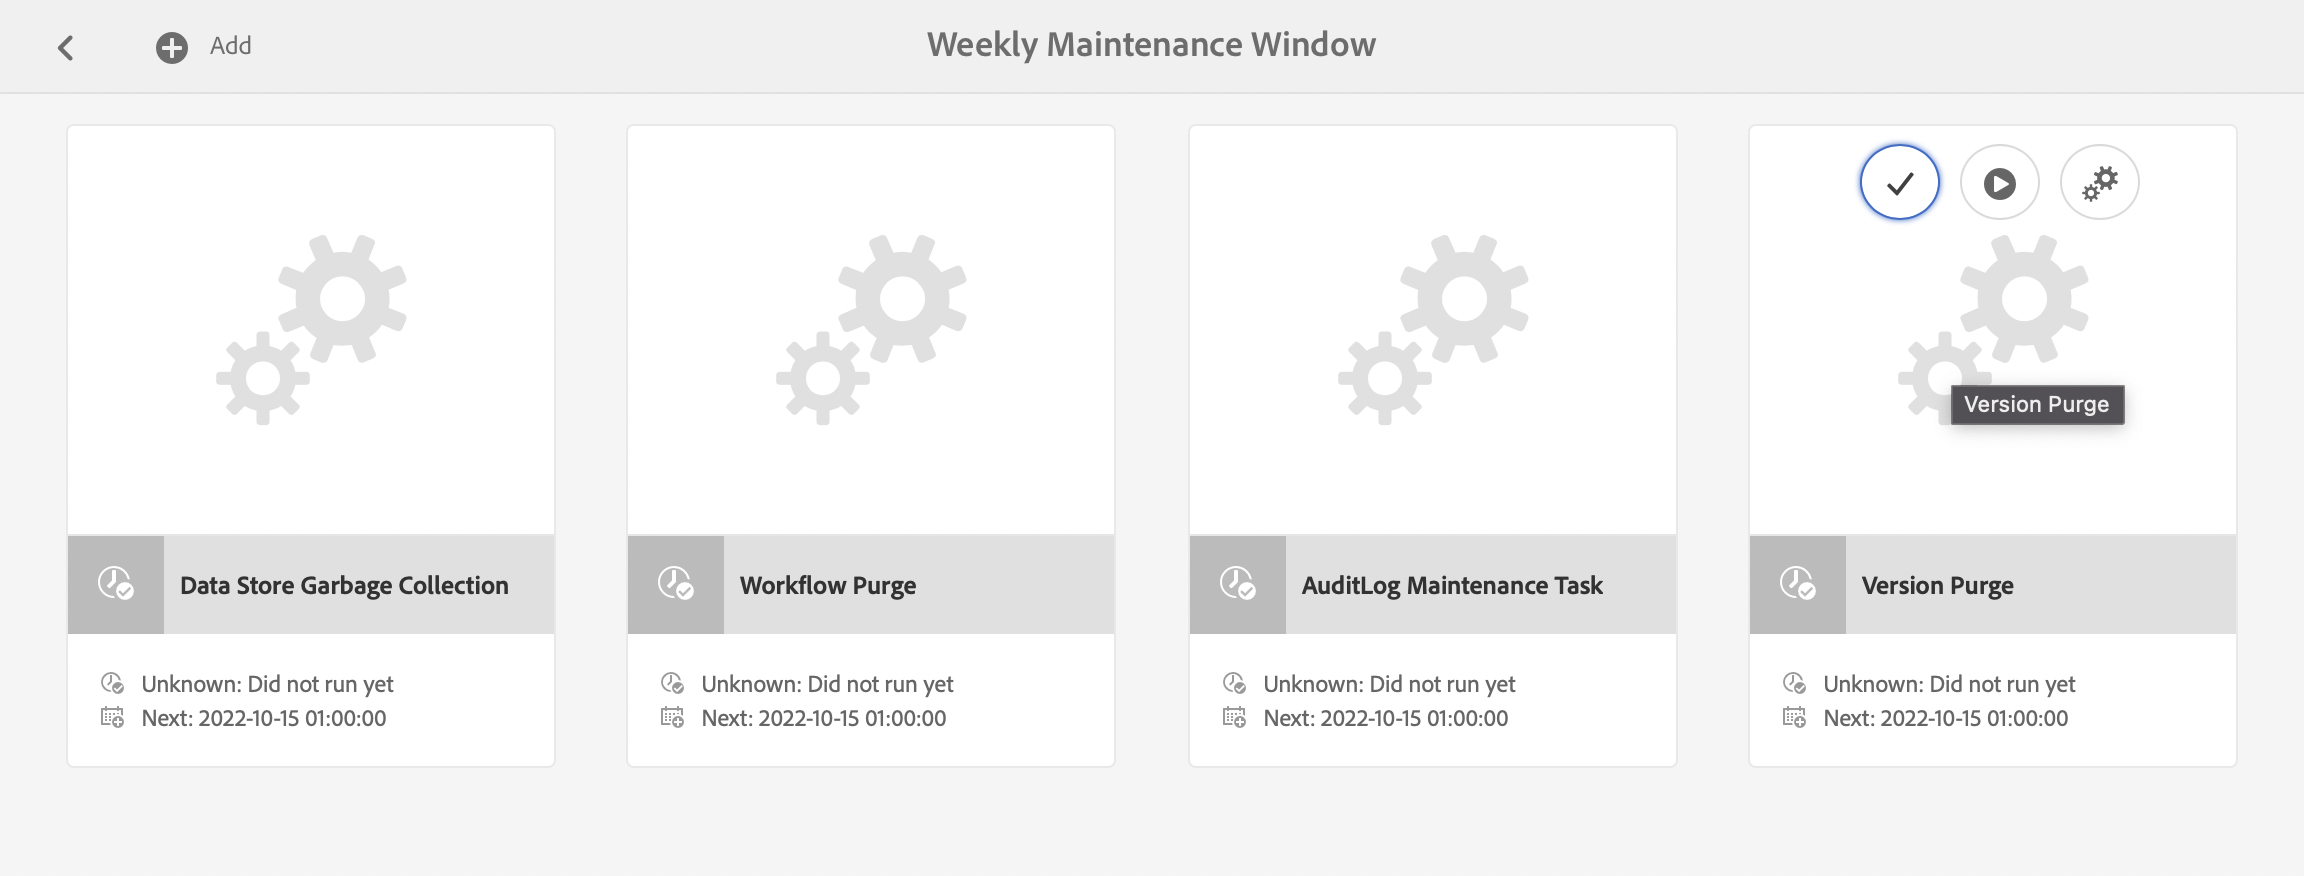 Add
Weekly Maintenance Window
Version Purge
Data Store Garbage Collection
Workflow Purge
AuditLog Maintenance Task
Version Purge
Unknown: Did not run yet
Next: 2022-10-15 01:00:00
Unknown: Did not run yet
Next: 2022-10-15 01:00:00
Unknown: Did not run yet
Next: 2022-10-15 01:00:00
Unknown: Did not run yet
Next: 2022-10-15 01:00:00